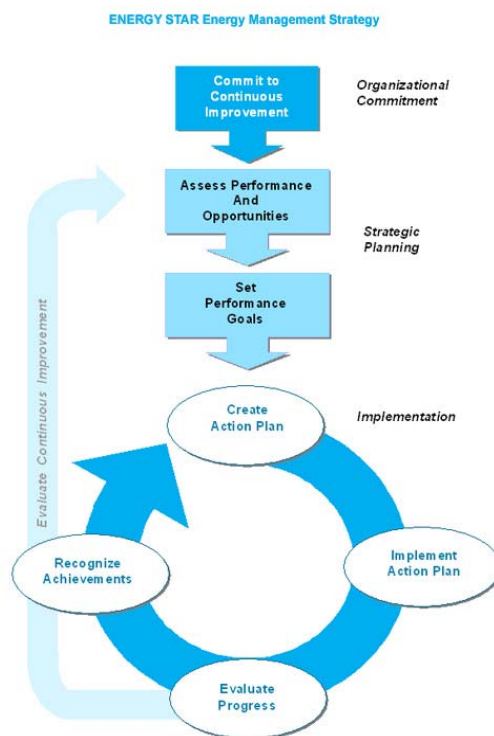 ENERGY STAR Energy Management Strategy
Commit to
Continuous
Improvement
Organizational
Commitment
Assess Performance
And
Opportunities
Strategic
Planning
Set
Performance
Goals
Create
Action Plan
Implementation
Implement
Action Plan
Evaluate
Progress
Recognize
Achievements
Evaluate Continuous Improvement